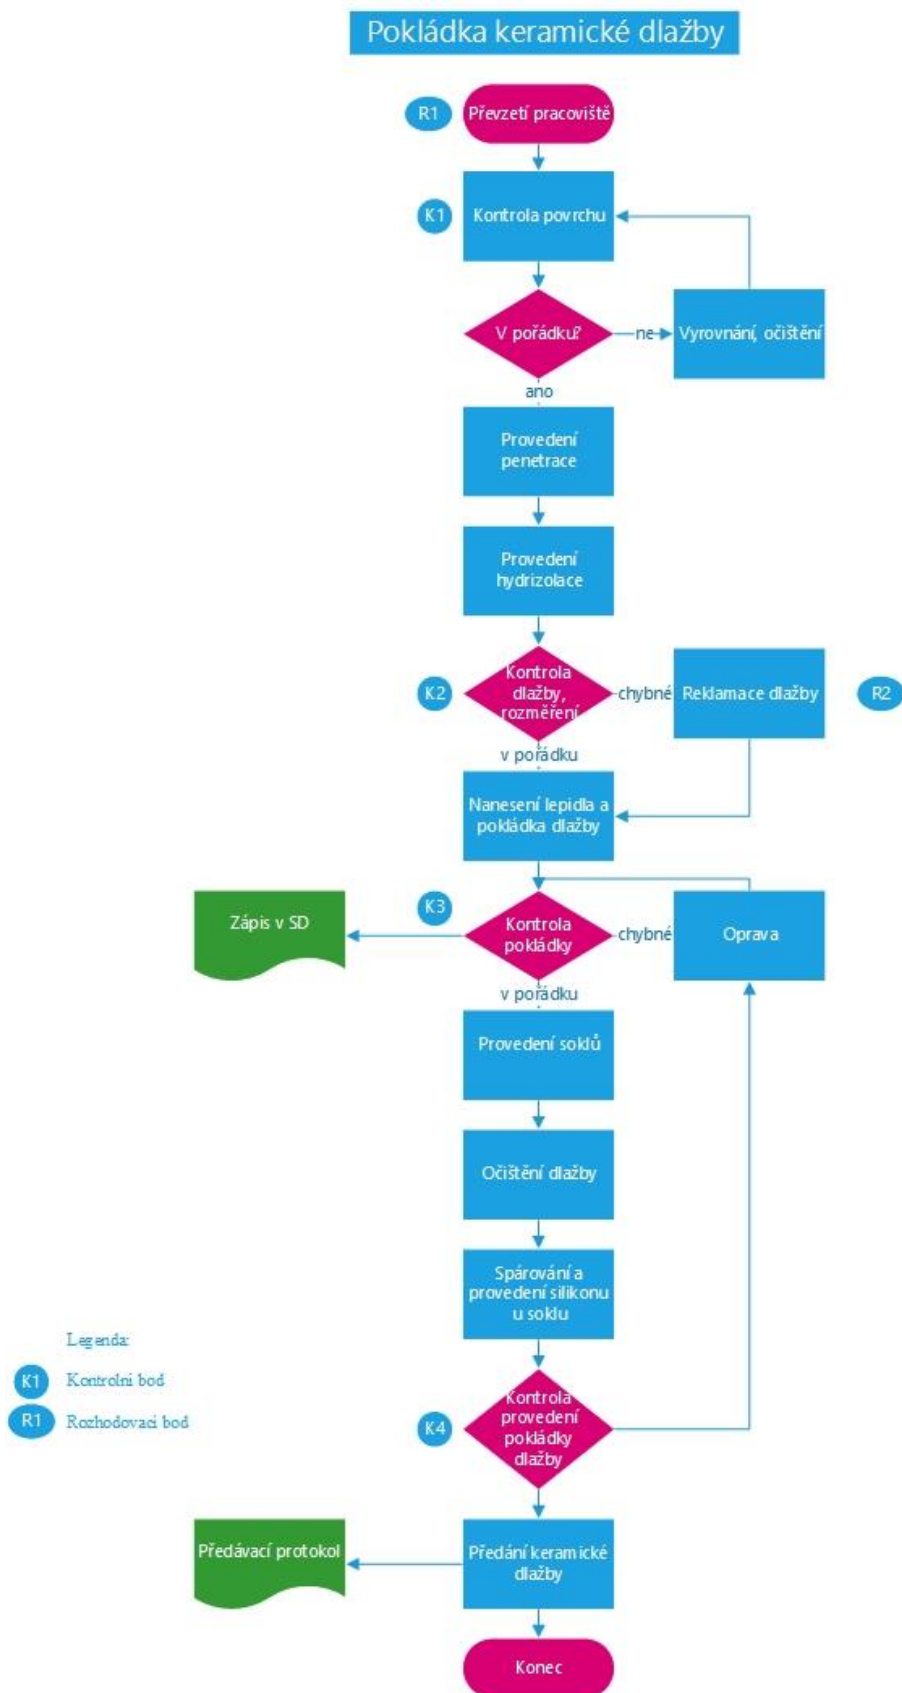 Pokládka keramické dlažby
R1
Převzetí pracoviště
K1
Kontrola povrchu
V pořádku?
ne
Vyrovnání, očištění
ano
Provedení
penetrace
Provedení
hydrizolace
K2
Kontrola
dlažby,
rozměření
chybné
Reklamace dlažby
R2
v pořádku
Nanesení lepidla a
pokládka dlažby
Zápis v SD
K3
Kontrola
pokládky
chybné
Oprava
v pořádku
Provedení soklů
Očištění dlažby
Spárování a
provedení silikonu
u soklu
Legenda:
K1
Kontrolní bod
R1
Rozhodovací bod
K4
Kontrola
provedení
pokládky
dlažby
Předávací protokol
Předání keramické
dlažby
Konec